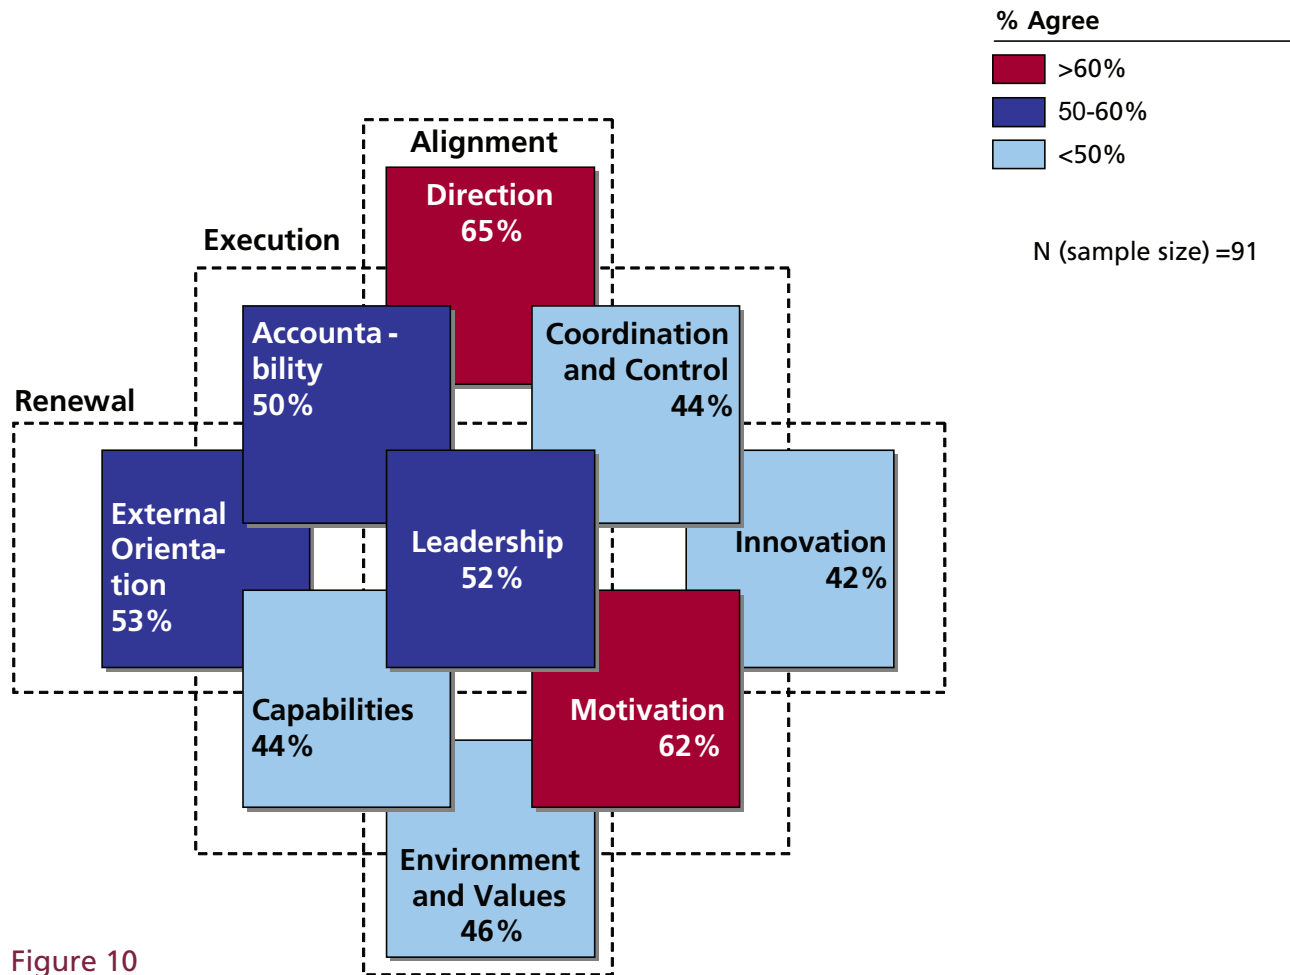 % Agree
>60%
50-60%
<50%
N (sample size) =91
Alignment
Direction
65%
Execution
Accounta -
bility
50%
Coordination
and Control
44%
Renewal
External
Orienta-
tion
53%
Leadership
52%
Innovation
42%
Capabilities
44%
Motivation
62%
Environment
and Values
46%
Figure 10